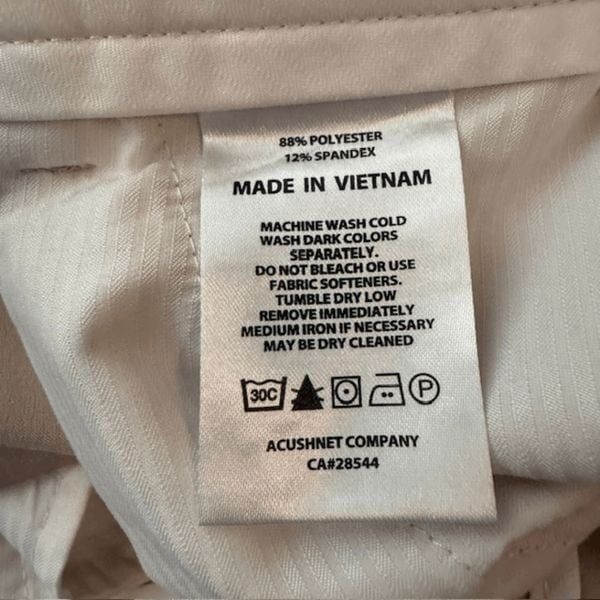 88% POLYESTER
12% SPANDEX
MADE IN VIETNAM
MACHINE WASH COLD
WASH DARK COLORS
SEPARATELY.
DO NOT BLEACH OR USE
FABRIC SOFTENERS.
TUMBLE DRY LOW
REMOVE IMMEDIATELY
MEDIUM IRON IF NECESSARY
MAY BE DRY CLEANED
30C P
ACUSHNET COMPANY
CA#28544